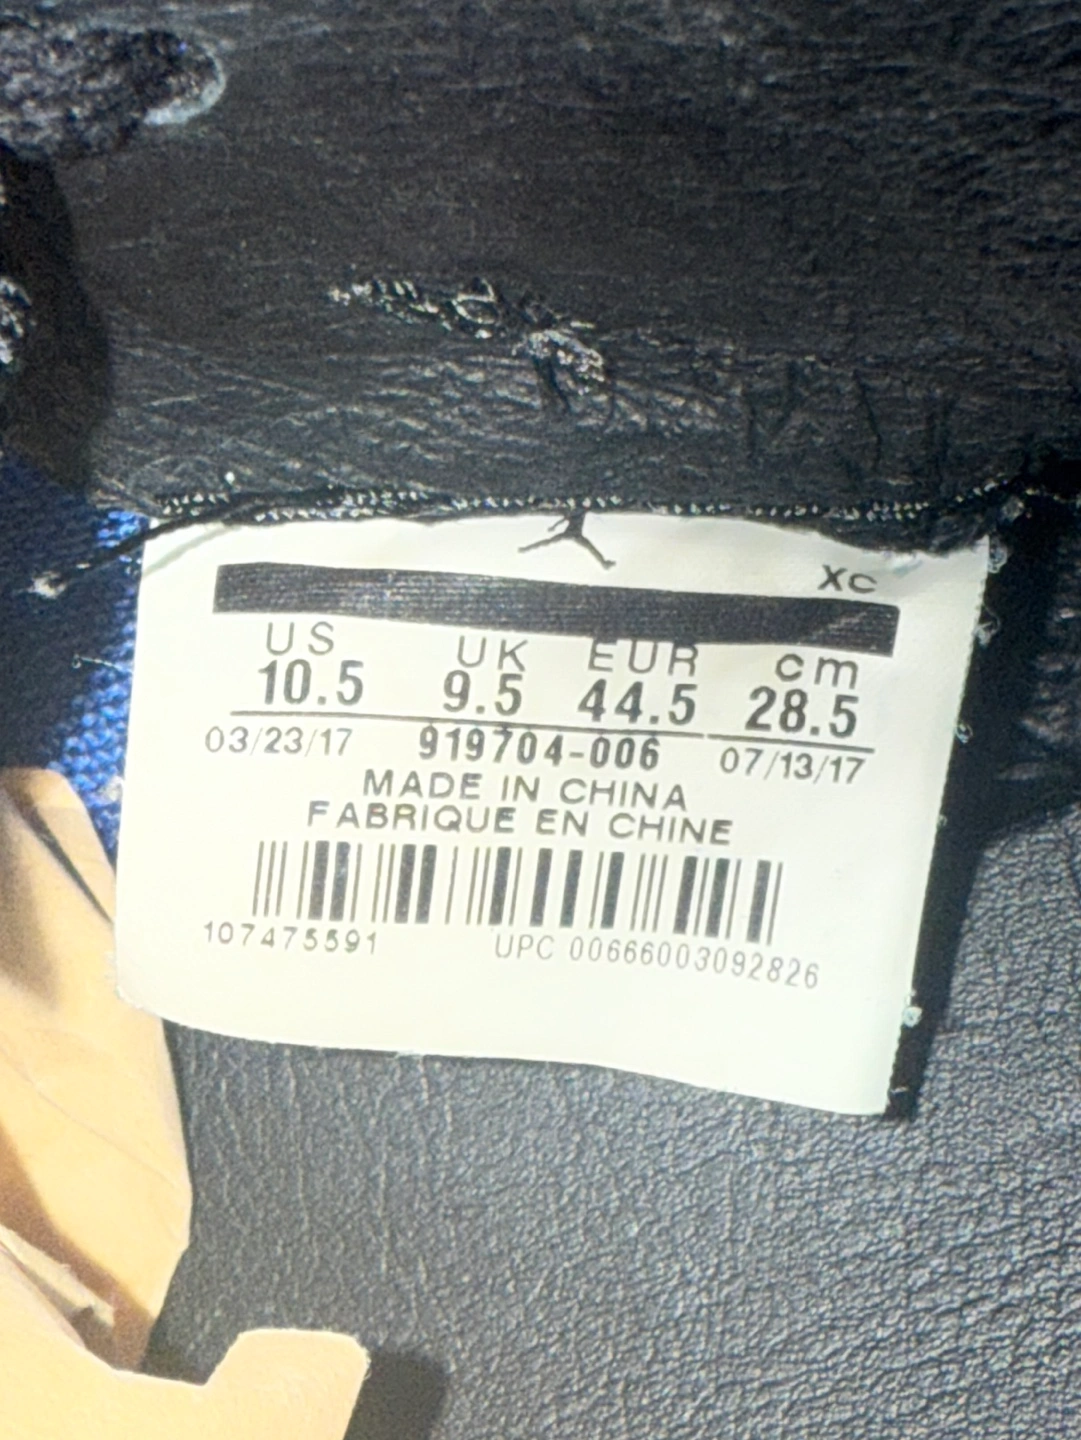 XC
US UK EUR cm
10.5 9.5 44.5 28.5
03/23/17 919704-006 07/13/17
MADE IN CHINA
FABRIQUE EN CHINE
107475591 UPC 00666003092826